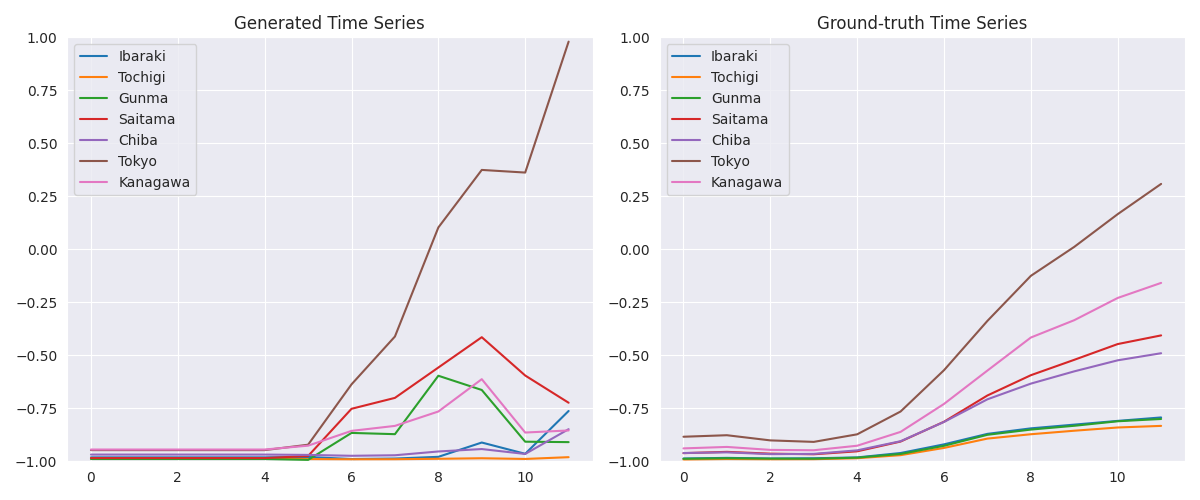 Generated Time Series
1.00
0.75
0.50
0.25
0.00
−0.25
−0.50
−0.75
−1.00
0 2 4 6 8 10
Ibaraki
Tochigi
Gunma
Saitama
Chiba
Tokyo
Kanagawa
Ground-truth Time Series
1.00
0.75
0.50
0.25
0.00
−0.25
−0.50
−0.75
−1.00
0 2 4 6 8 10
Ibaraki
Tochigi
Gunma
Saitama
Chiba
Tokyo
Kanagawa